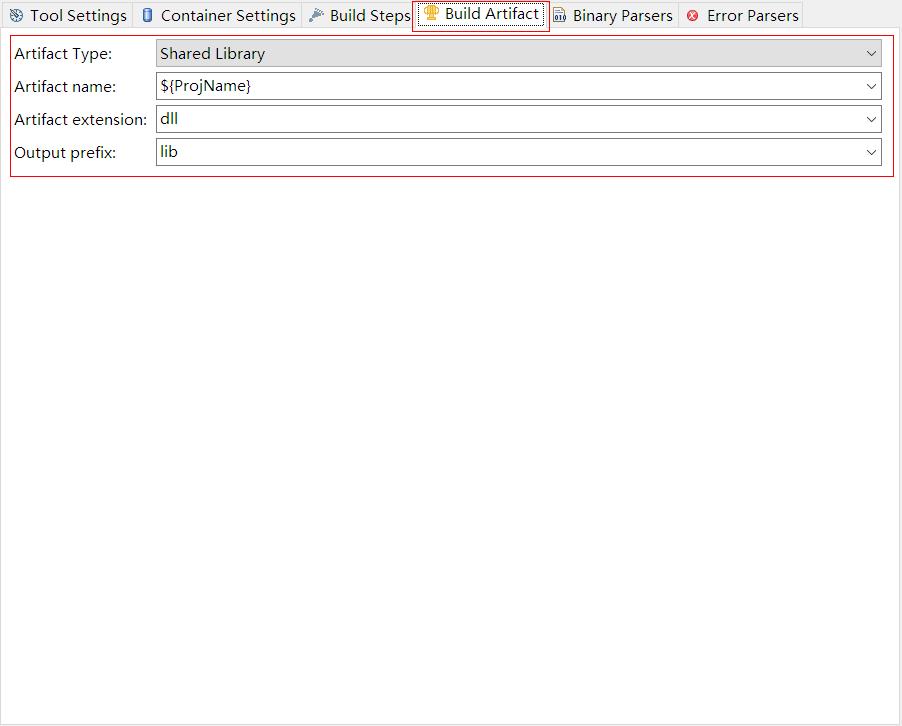 Tool Settings Container Settings Build Steps Build Artifact Binary Parsers Error Parsers
Artifact Type: Shared Library
Artifact name: ${ProjName}
Artifact extension: dll
Output prefix: lib